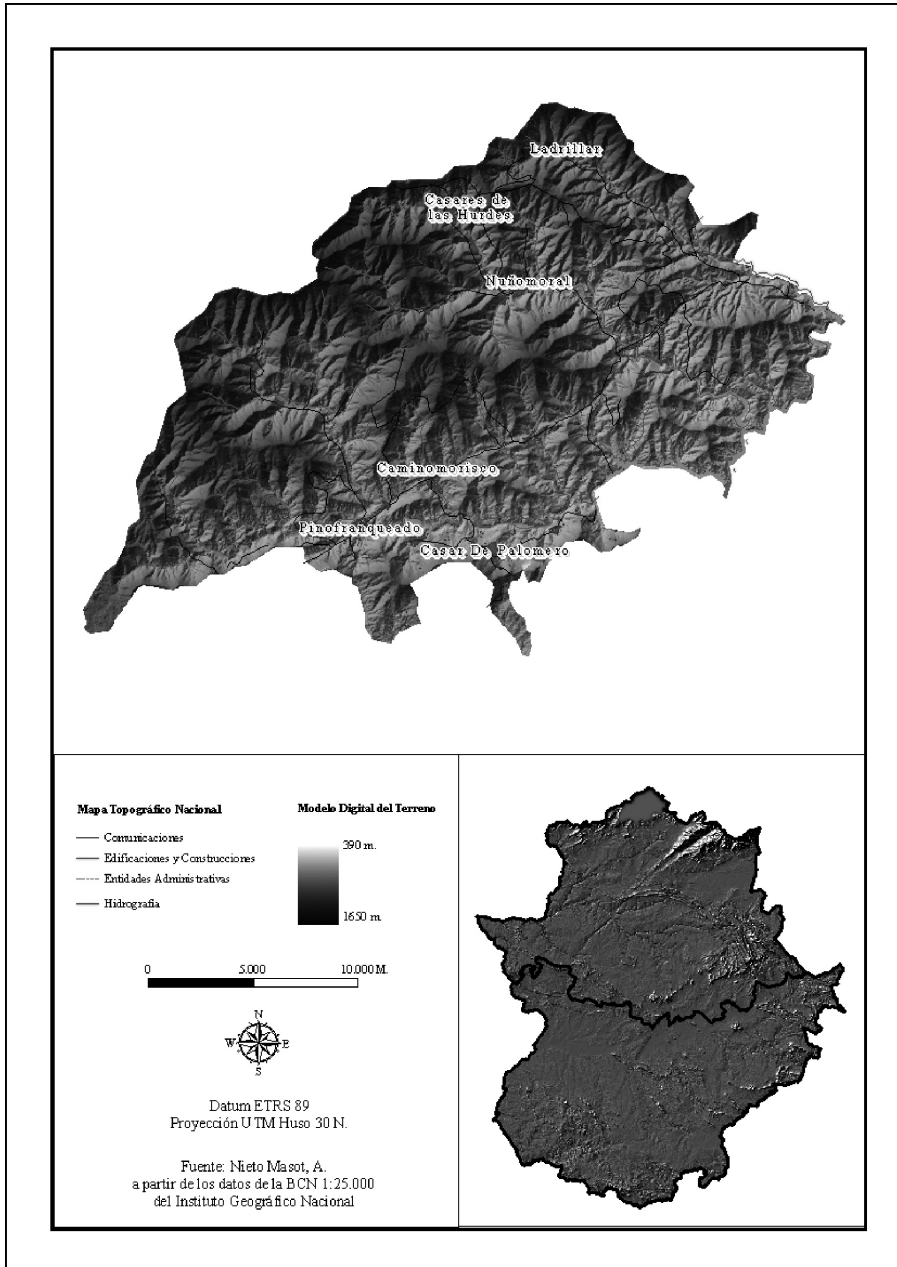 Ladrillar
Casares de
las Hurdes
Nuñomoral
Caminomorisco
Pinofranqueado
Casar De Palomero
Mapa Topográfico Nacional
Comunicaciones
Edificaciones y Construcciones
Entidades Administrativas
Hidrografía
Modelo Digital del Terreno
390 m.
1650 m.
0 5.000 10.000 M.
N
W E
S
Datum ETRS 89
Proyección UTM Huso 30 N.
Fuente: Nieto Masot, A.
a partir de los datos de la BCN 1:25.000
del Instituto Geográfico Nacional